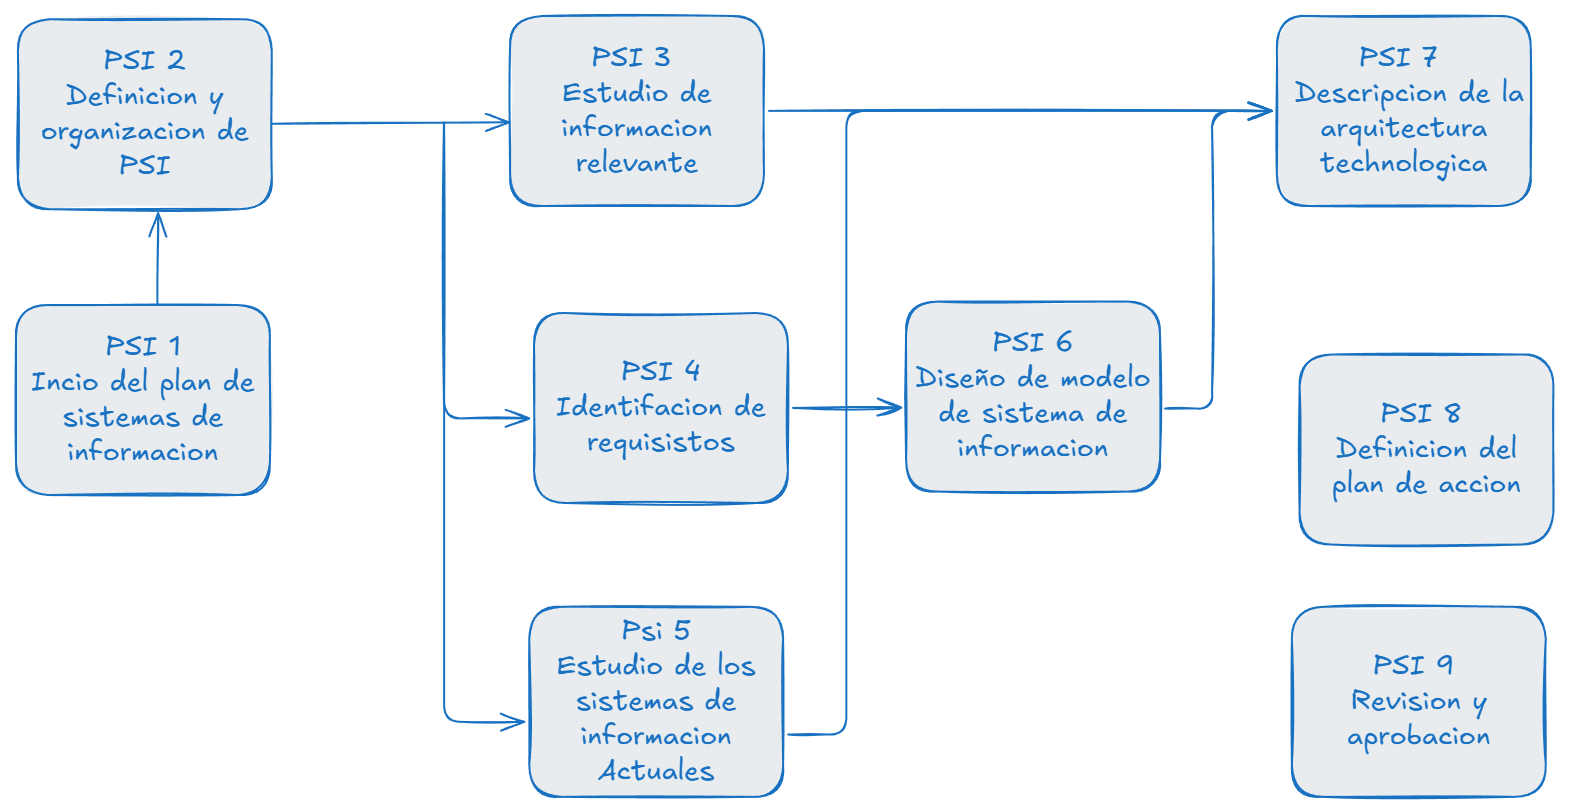 PSI 2
Definicion y
organizacion de
PSI
PSI 3
Estudio de
informacion
relevante
PSI 7
Descripcion de la
arquitectura
technologica
PSI 1
Incio del plan de
sistemas de
informacion
PSI 4
Identifacion de
requisistos
PSI 6
Diseño de modelo
de sistema de
informacion
PSI 8
Definicion del
plan de accion
Psi 5
Estudio de los
sistemas de
informacion
Actuales
PSI 9
Revision y
aprobacion